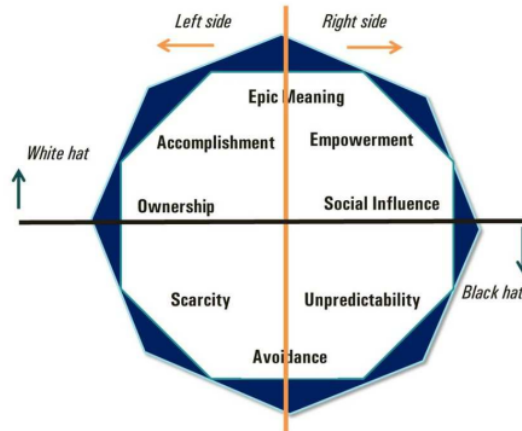 Left side
Right side
Epic Meaning
Accomplishment
Empowerment
White hat
Ownership
Social Influence
Scarcity
Unpredictability
Black hat
Avoidance